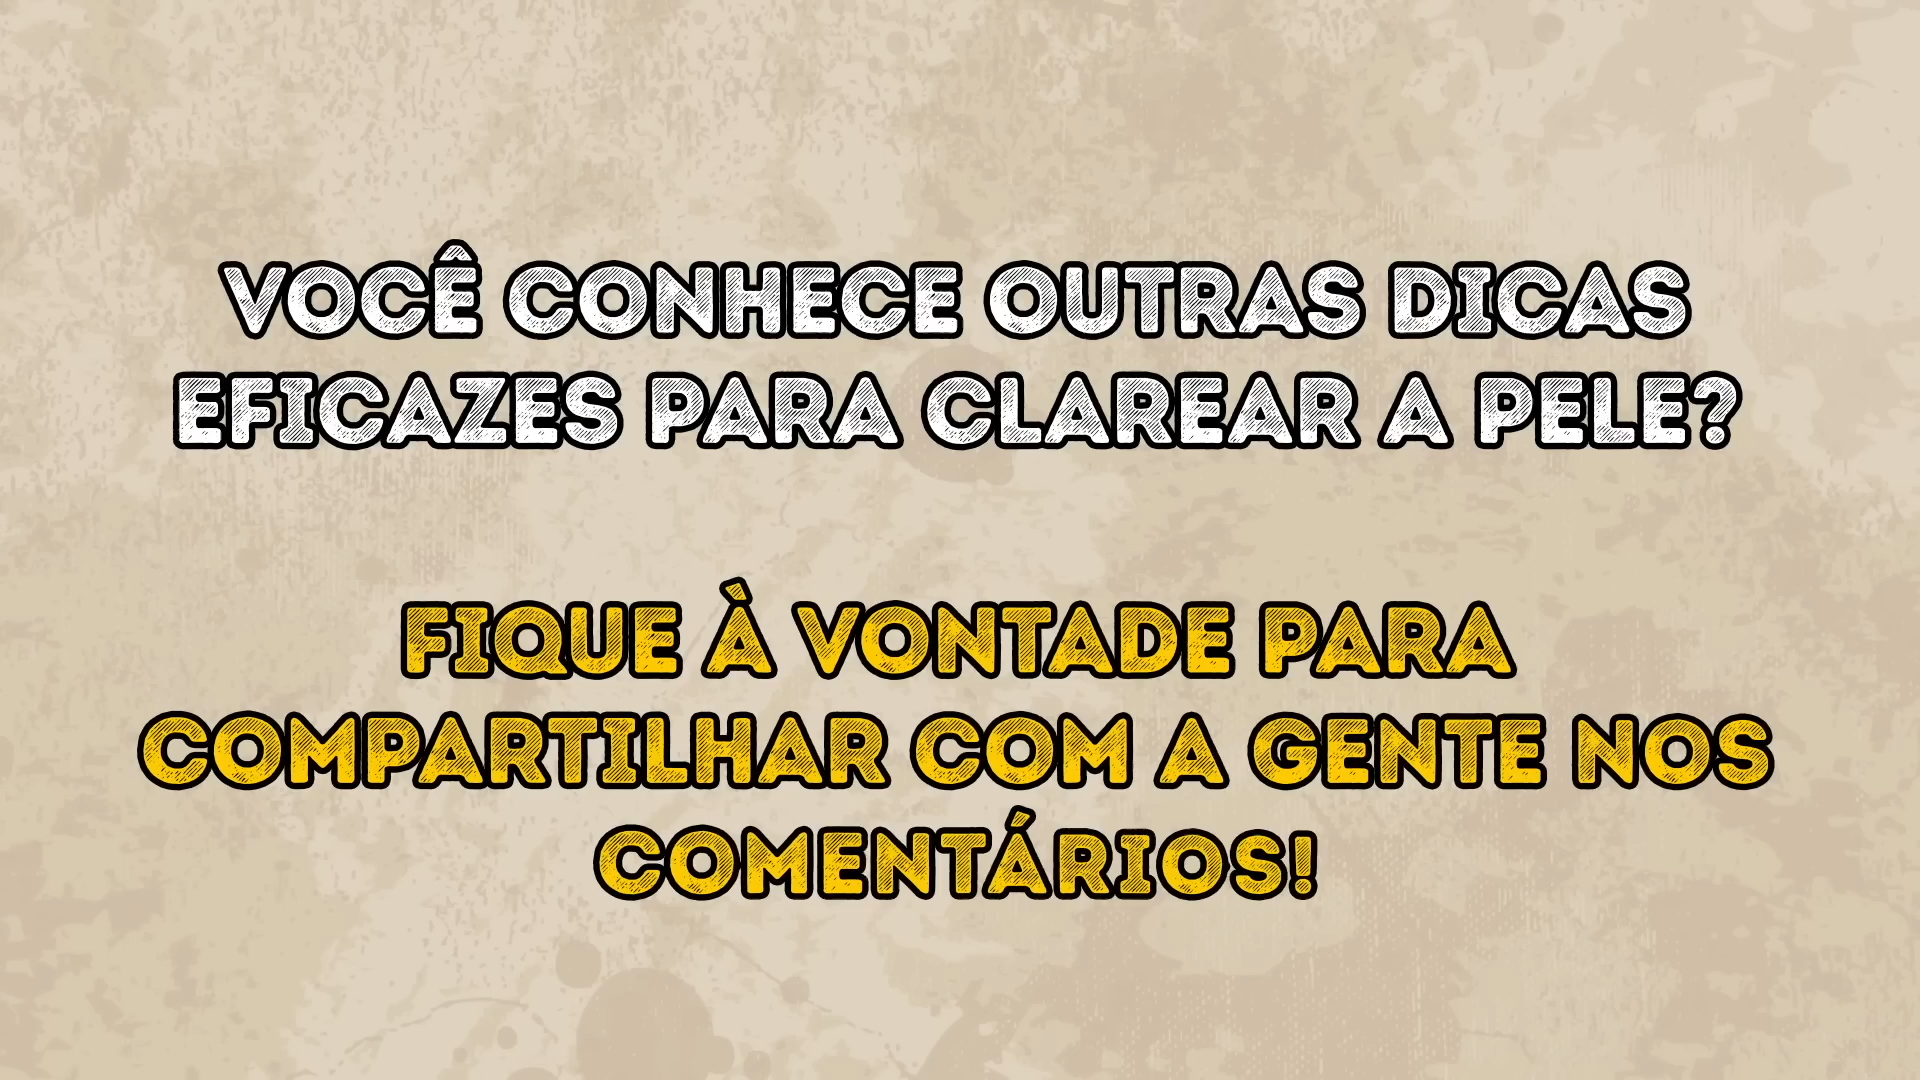 VOCÊ CONHECE OUTRAS DICAS
EFICAZES PARA CLAREAR A PELE?
FIQUE À VONTADE PARA
COMPARTILHAR COM A GENTE NOS
COMENTÁRIOS!